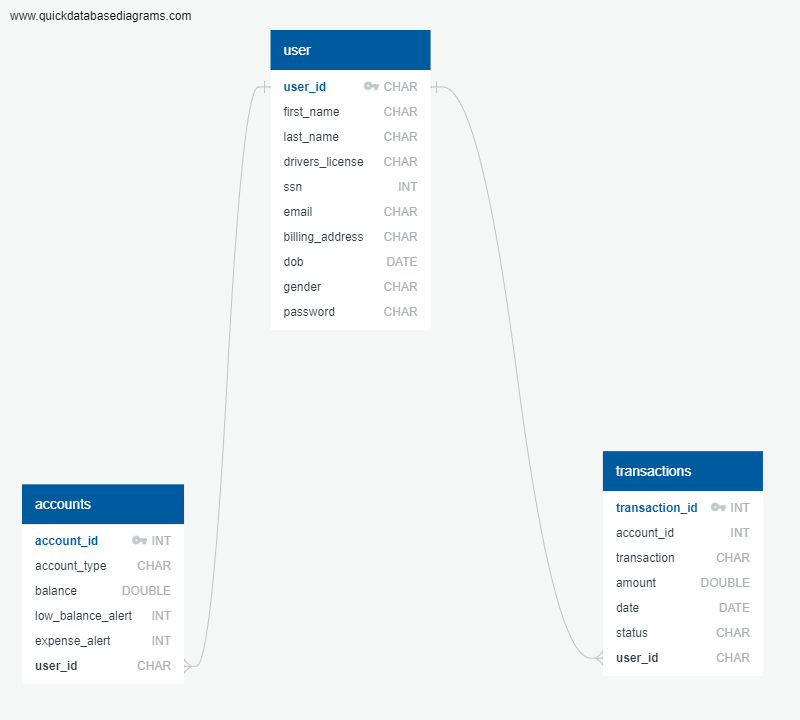 www.quickdatabasediagrams.com
user
user_id CHAR
first_name CHAR
last_name CHAR
drivers_license CHAR
ssn INT
email CHAR
billing_address CHAR
dob DATE
gender CHAR
password CHAR
accounts
account_id INT
account_type CHAR
balance DOUBLE
low_balance_alert INT
expense_alert INT
user_id CHAR
transactions
transaction_id INT
account_id INT
transaction CHAR
amount DOUBLE
date DATE
status CHAR
user_id CHAR